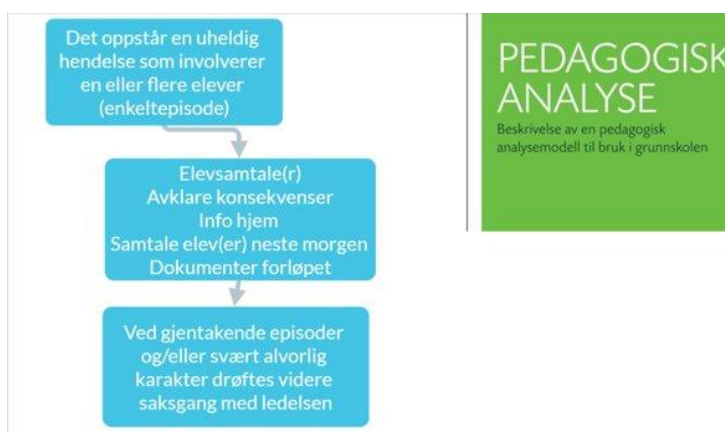 Det oppstår en uheldig
hendelse som involverer
en eller flere elever
(enkeltepisode)
Elevsamtale(r)
Avklare konsekvenser
Info hjem
Samtale elev(er) neste morgen
Dokumenter forløpet
Ved gjentakende episoder
og/eller svært alvorlig
karakter drøftes videre
saksgang med ledelsen
PEDAGOGISK
ANALYSE
Beskrivelse av en pedagogisk
analysemodell til bruk i grunnskolen